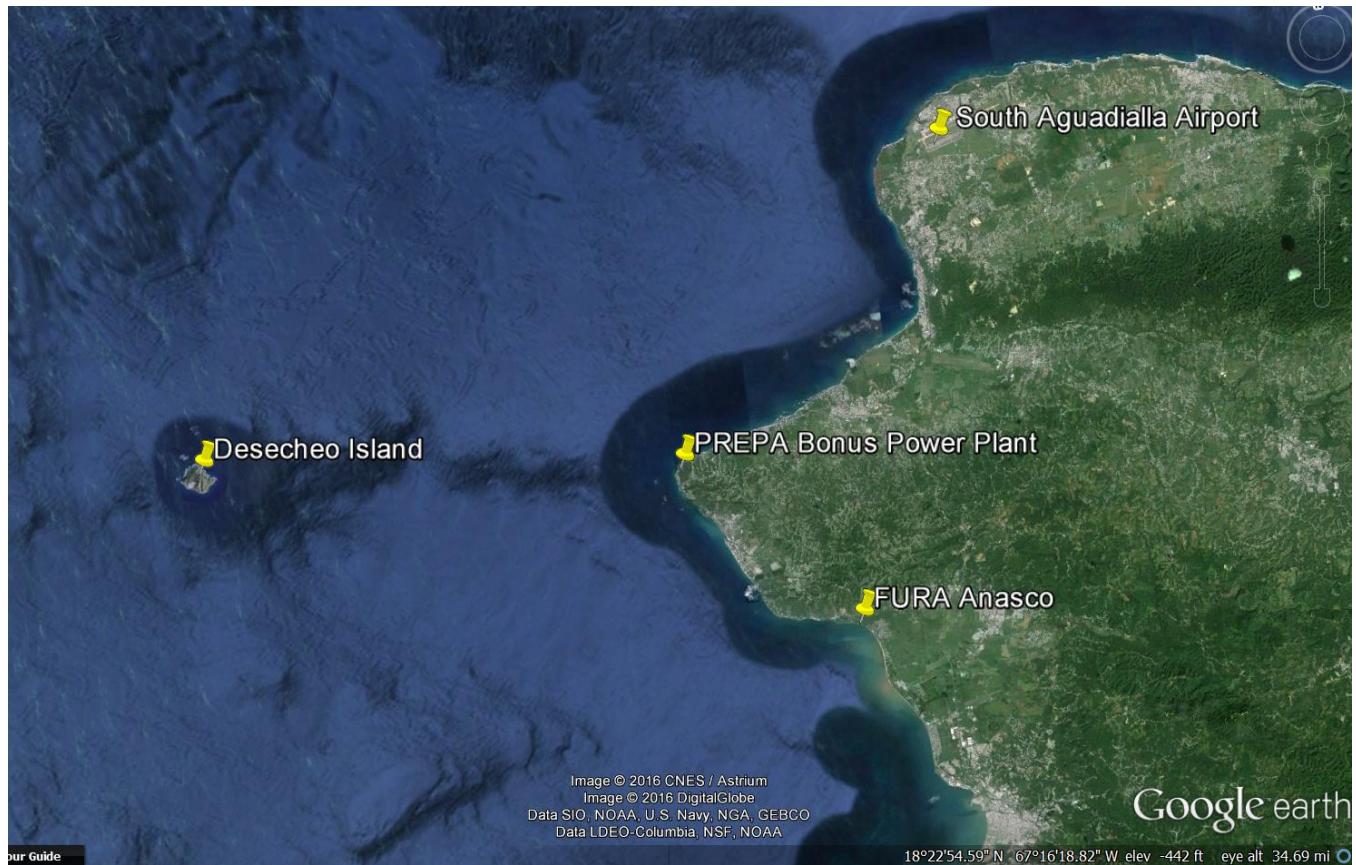 South Aguadialla Airport
Desecheo Island
PREPA Bonus Power Plant
FURA Anasco
Image © 2016 CNES / Astrium
Image © 2016 DigitalGlobe
Data SIO, NOAA, U.S. Navy, NGA, GEBCO
Data LDEO-Columbia, NSF, NOAA
Google earth
our Guide
18°22'54.59" N 67°16'18.82" W elev -442 ft eye alt 34.69 mi